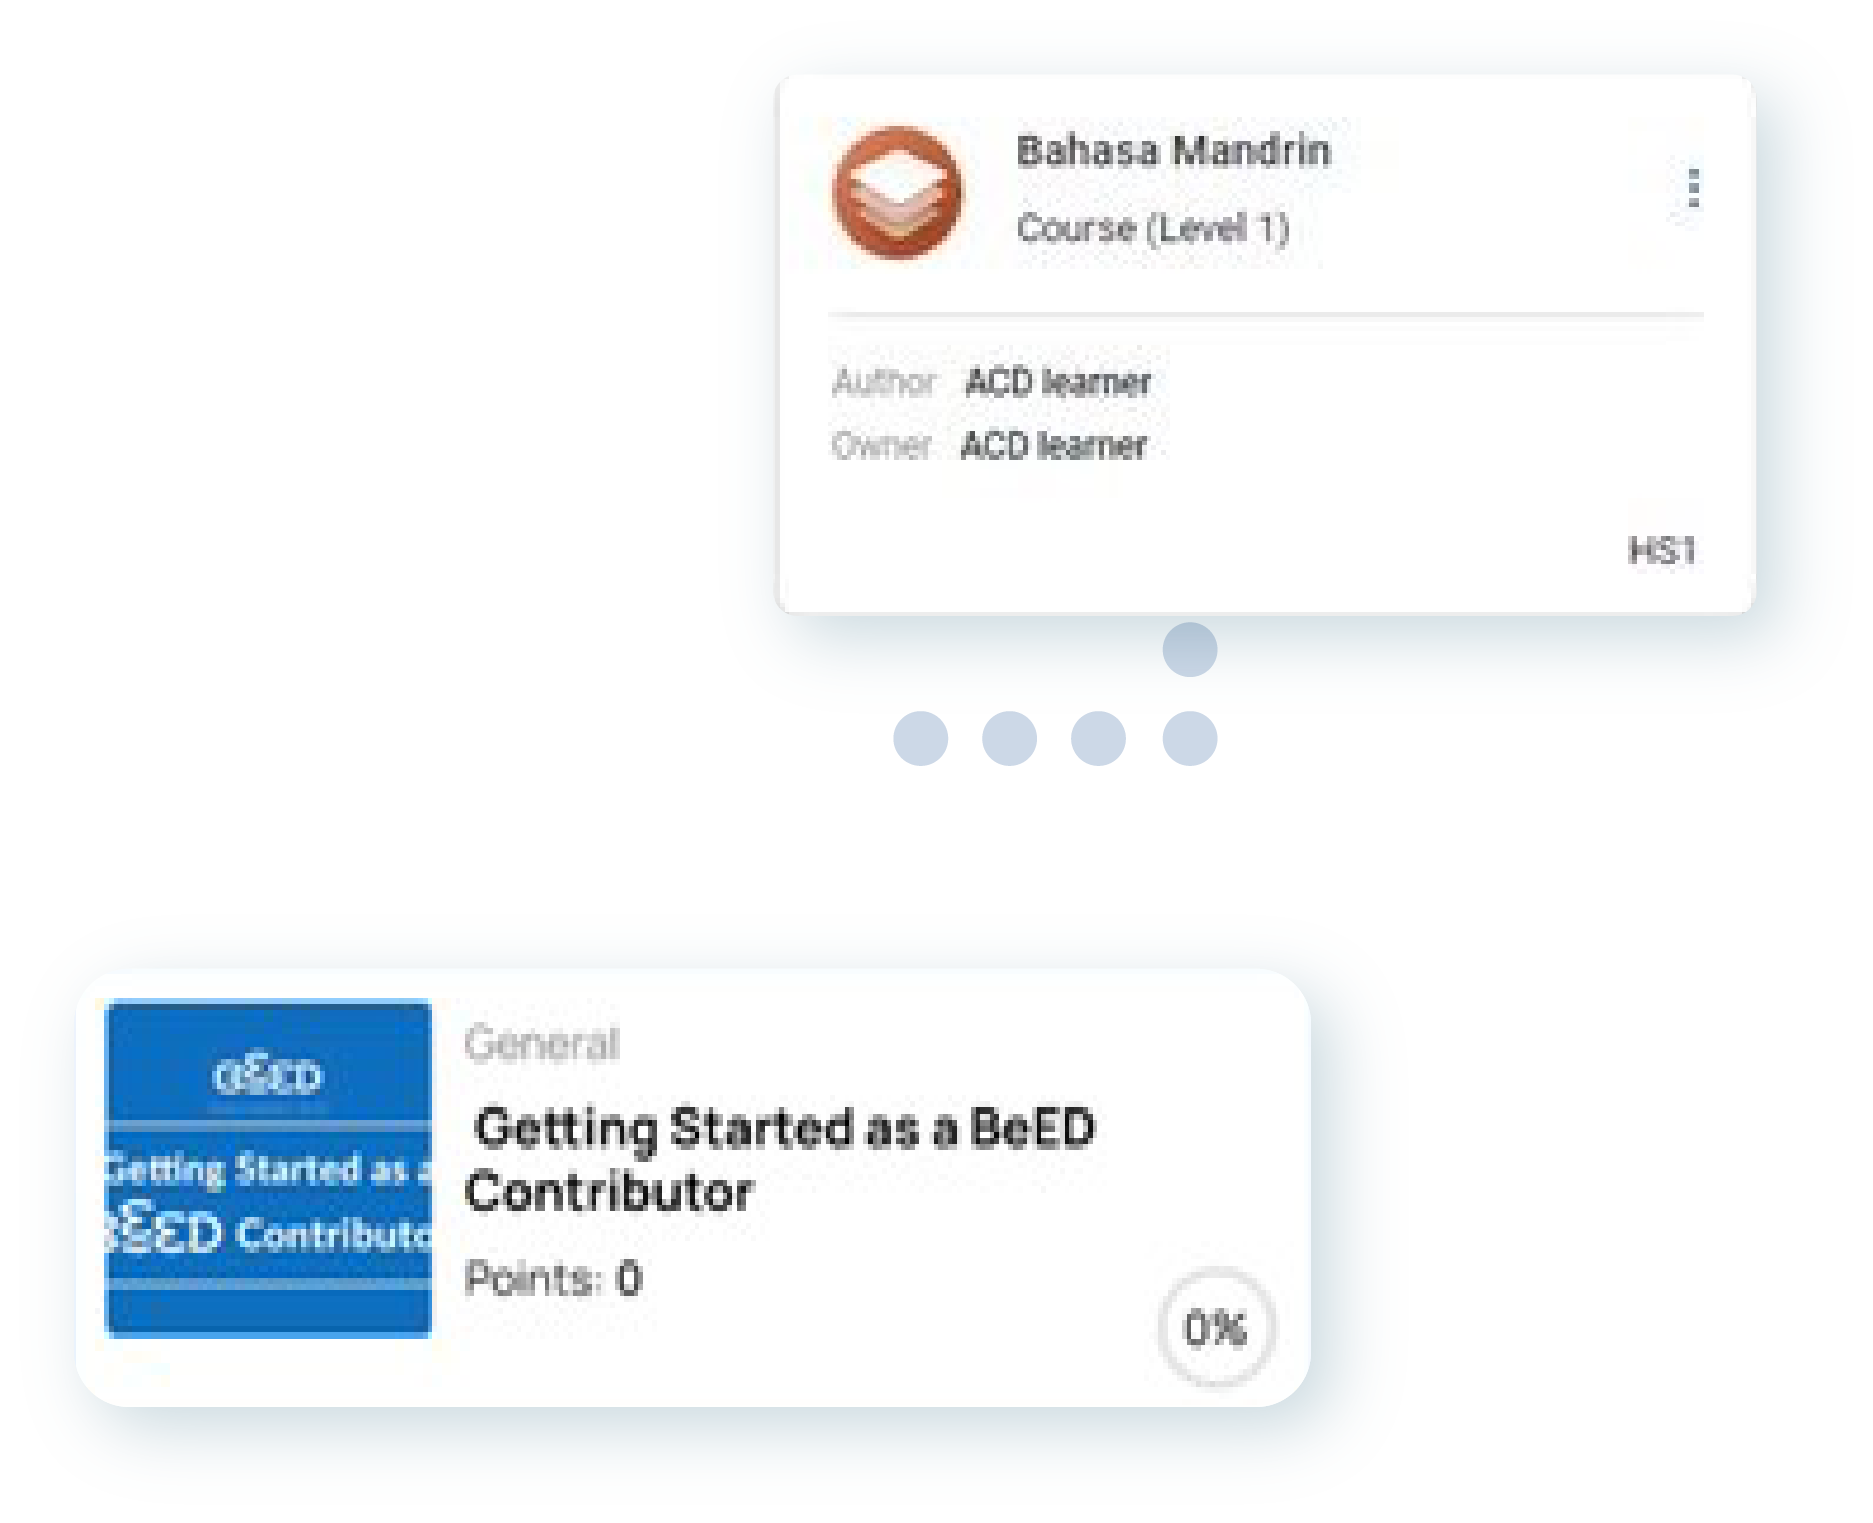 Bahasa Mandrin
Course (Level 1)
Author ACD learner
Owner ACD learner
HS1
BeED
Getting Started as a
BeED Contributo
General
Getting Started as a BeED
Contributor
Points: 0
0%